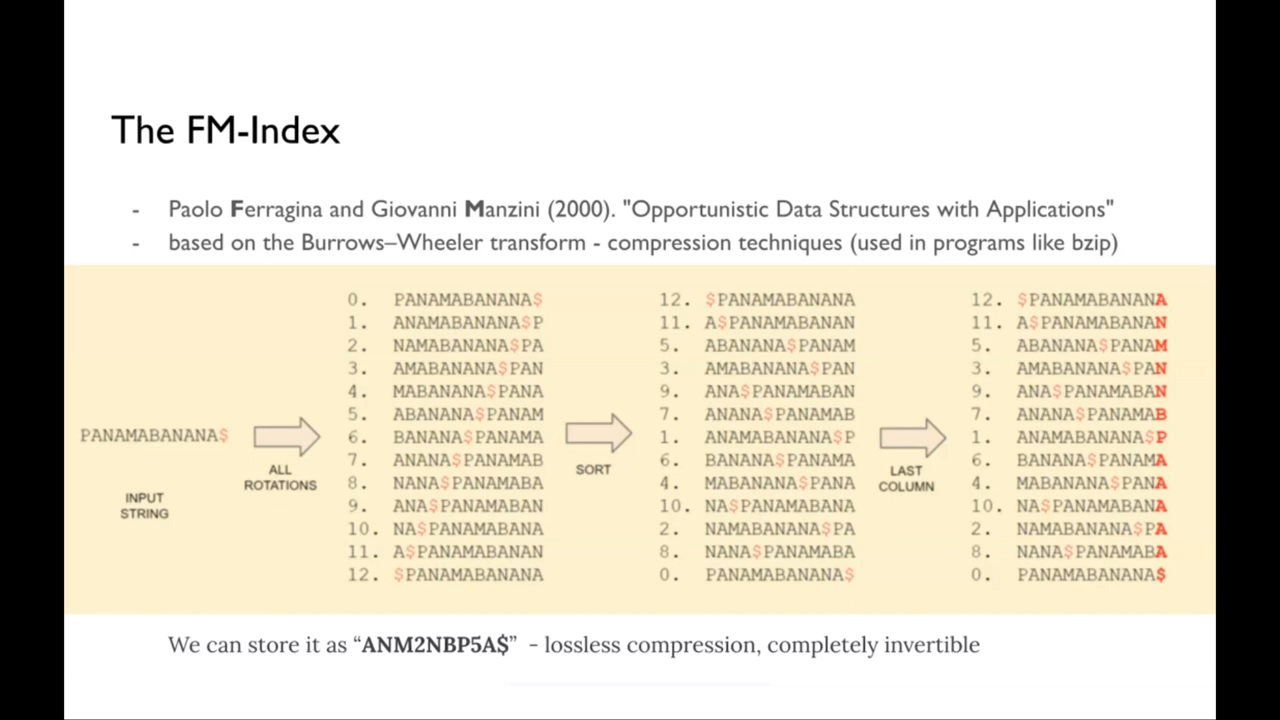 The FM-Index
- Paolo Ferragina and Giovanni Manzini (2000). "Opportunistic Data Structures with Applications"
- based on the Burrows–Wheeler transform - compression techniques (used in programs like bzip)
PANAMABANANA$
INPUT
STRING
ALL
ROTATIONS
0. PANAMABANANA$
1. ANAMABANANA$P
2. NAMABANANA$PA
3. AMABANANA$PAN
4. MABANANA$PANA
5. ABANANA$PANAM
6. BANANA$PANAMA
7. ANANA$PANAMAB
8. NANA$PANAMABA
9. ANA$PANAMABAN
10. NA$PANAMABANA
11. A$PANAMABANAN
12. $PANAMABANANA
SORT
12. $PANAMABANANA
11. A$PANAMABANAN
5. ABANANA$PANAM
3. AMABANANA$PAN
9. ANA$PANAMABAN
7. ANANA$PANAMAB
1. ANAMABANANA$P
6. BANANA$PANAMA
4. MABANANA$PANA
10. NA$PANAMABANA
2. NAMABANANA$PA
8. NANA$PANAMABA
0. PANAMABANANA$
LAST
COLUMN
12. $PANAMABANANA
11. A$PANAMABANAN
5. ABANANA$PANAM
3. AMABANANA$PAN
9. ANA$PANAMABAN
7. ANANA$PANAMAB
1. ANAMABANANA$P
6. BANANA$PANAMA
4. MABANANA$PANA
10. NA$PANAMABANA
2. NAMABANANA$PA
8. NANA$PANAMABA
0. PANAMABANANA$
We can store it as “ANM2NBP5A$” - lossless compression, completely invertible